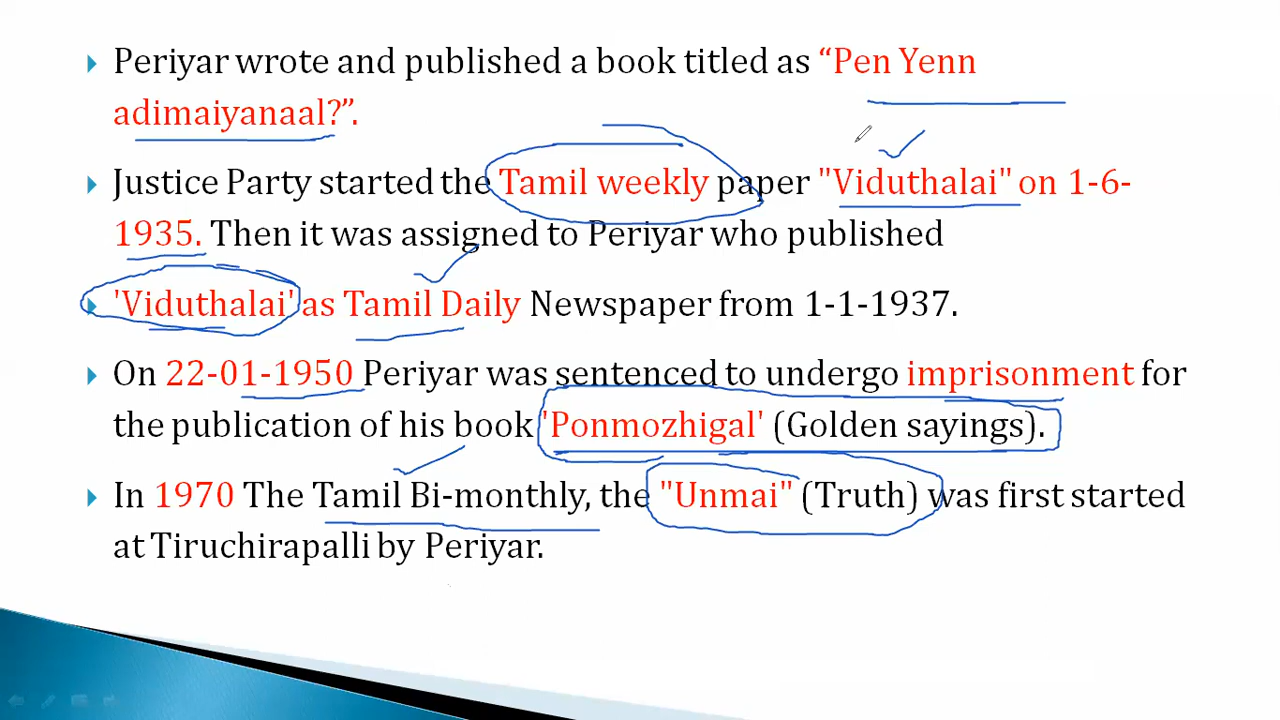 Periyar wrote and published a book titled as “Pen Yenn
adimaiyanaal?”.
Justice Party started the Tamil weekly paper "Viduthalai" on 1-6-
1935. Then it was assigned to Periyar who published
'Viduthalai' as Tamil Daily Newspaper from 1-1-1937.
On 22-01-1950 Periyar was sentenced to undergo imprisonment for
the publication of his book 'Ponmozhigal' (Golden sayings).
In 1970 The Tamil Bi-monthly, the "Unmai" (Truth) was first started
at Tiruchirapalli by Periyar.